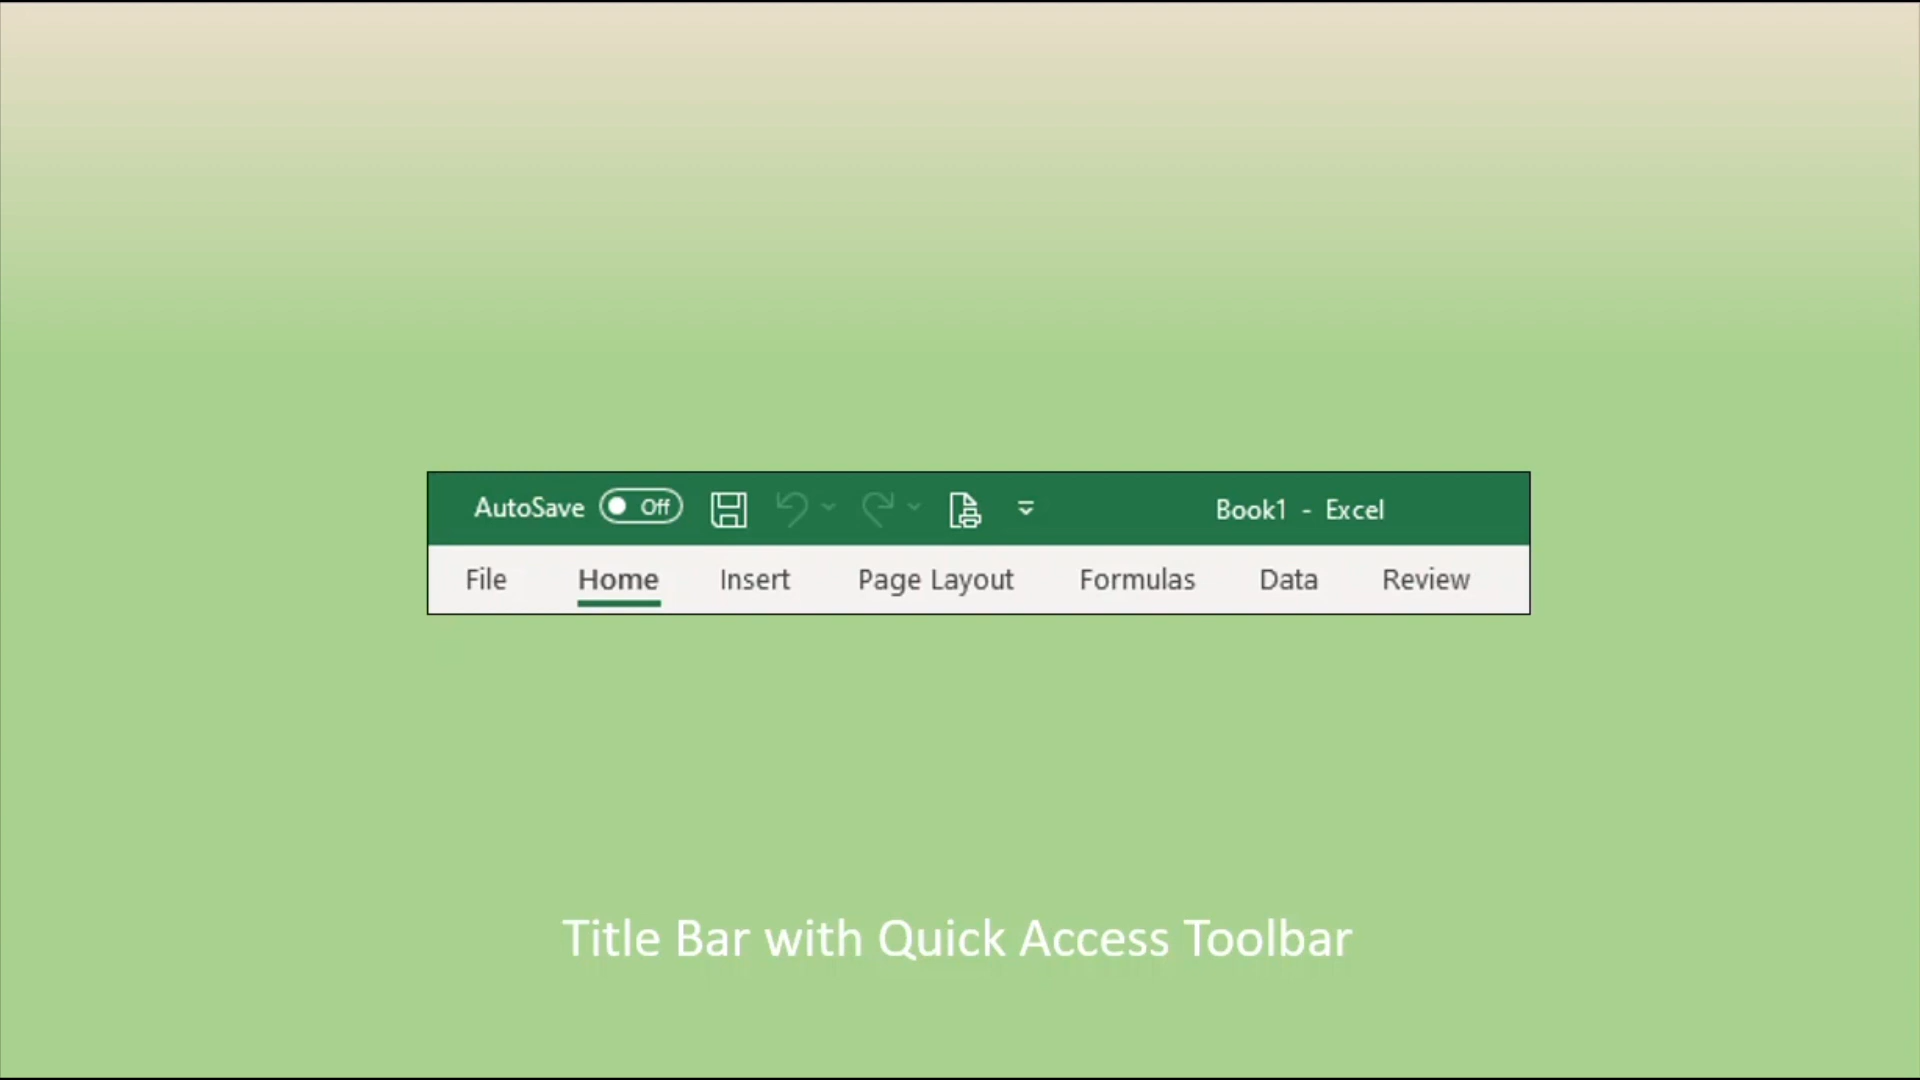 AutoSave Off Book1 - Excel
File Home Insert Page Layout Formulas Data Review
Title Bar with Quick Access Toolbar